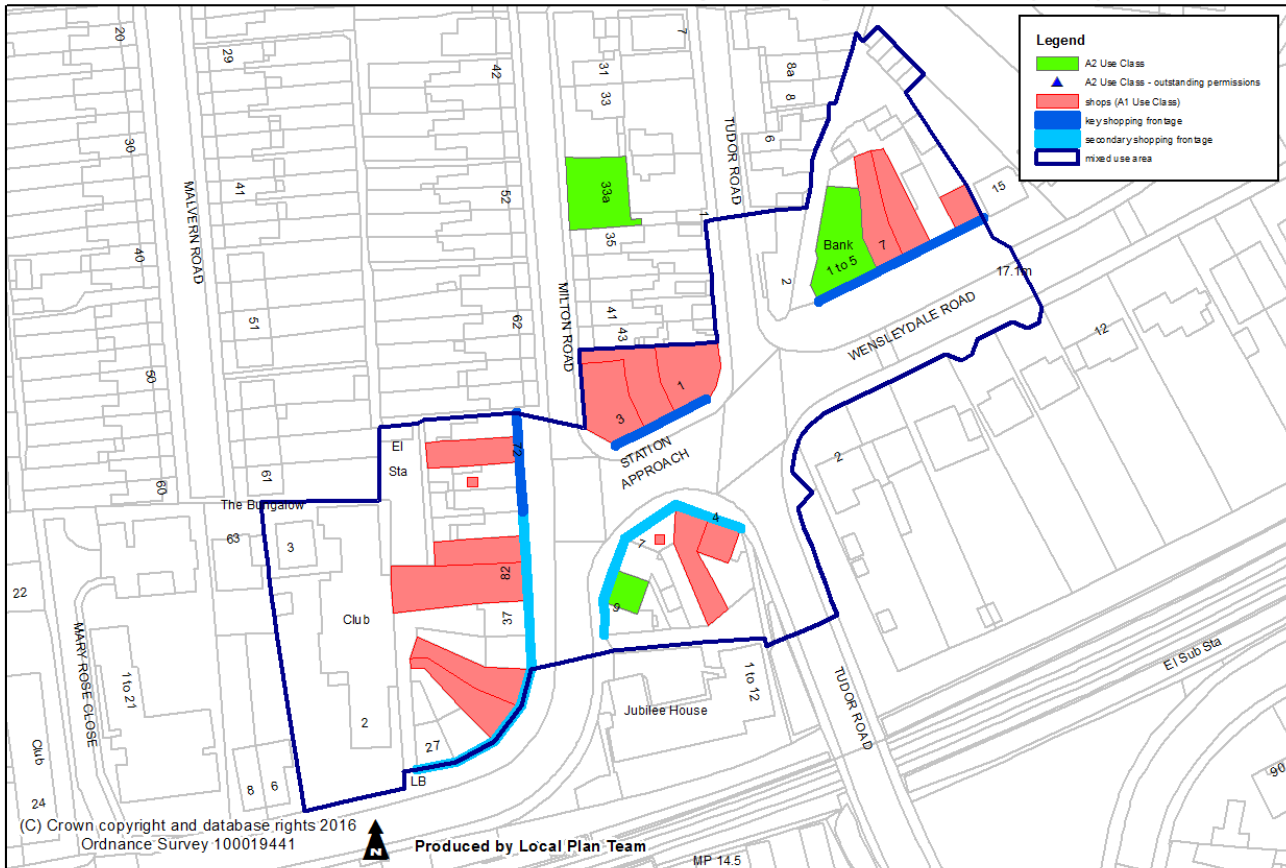 Legend
A2 Use Class
A2 Use Class - outstanding permissions
shops (A1 Use Class)
key shopping frontage
secondary shopping frontage
mixed use area
20
29
42
31
33
7
8a
8
TUDOR ROAD
6
30
MALVERN ROAD
41
52
33a
35
1
15
Bank
1 to 5
7
2
17.1m
WENSLEYDALE ROAD
40
51
62
MILTON ROAD
41
43
12
50
1
3
STATION
APPROACH
2
El
Sta
72
61
60
The Bungalow
63
3
4
7
9
82
37
Club
22
MARY ROSE CLOSE
1 to 21
2
27
LB
Jubilee House
1 to 12
TUDOR ROAD
El Sub Sta
Club
24
8
6
90
(C) Crown copyright and database rights 2016
Ordnance Survey 100019441
N
Produced by Local Plan Team
MP 14.5